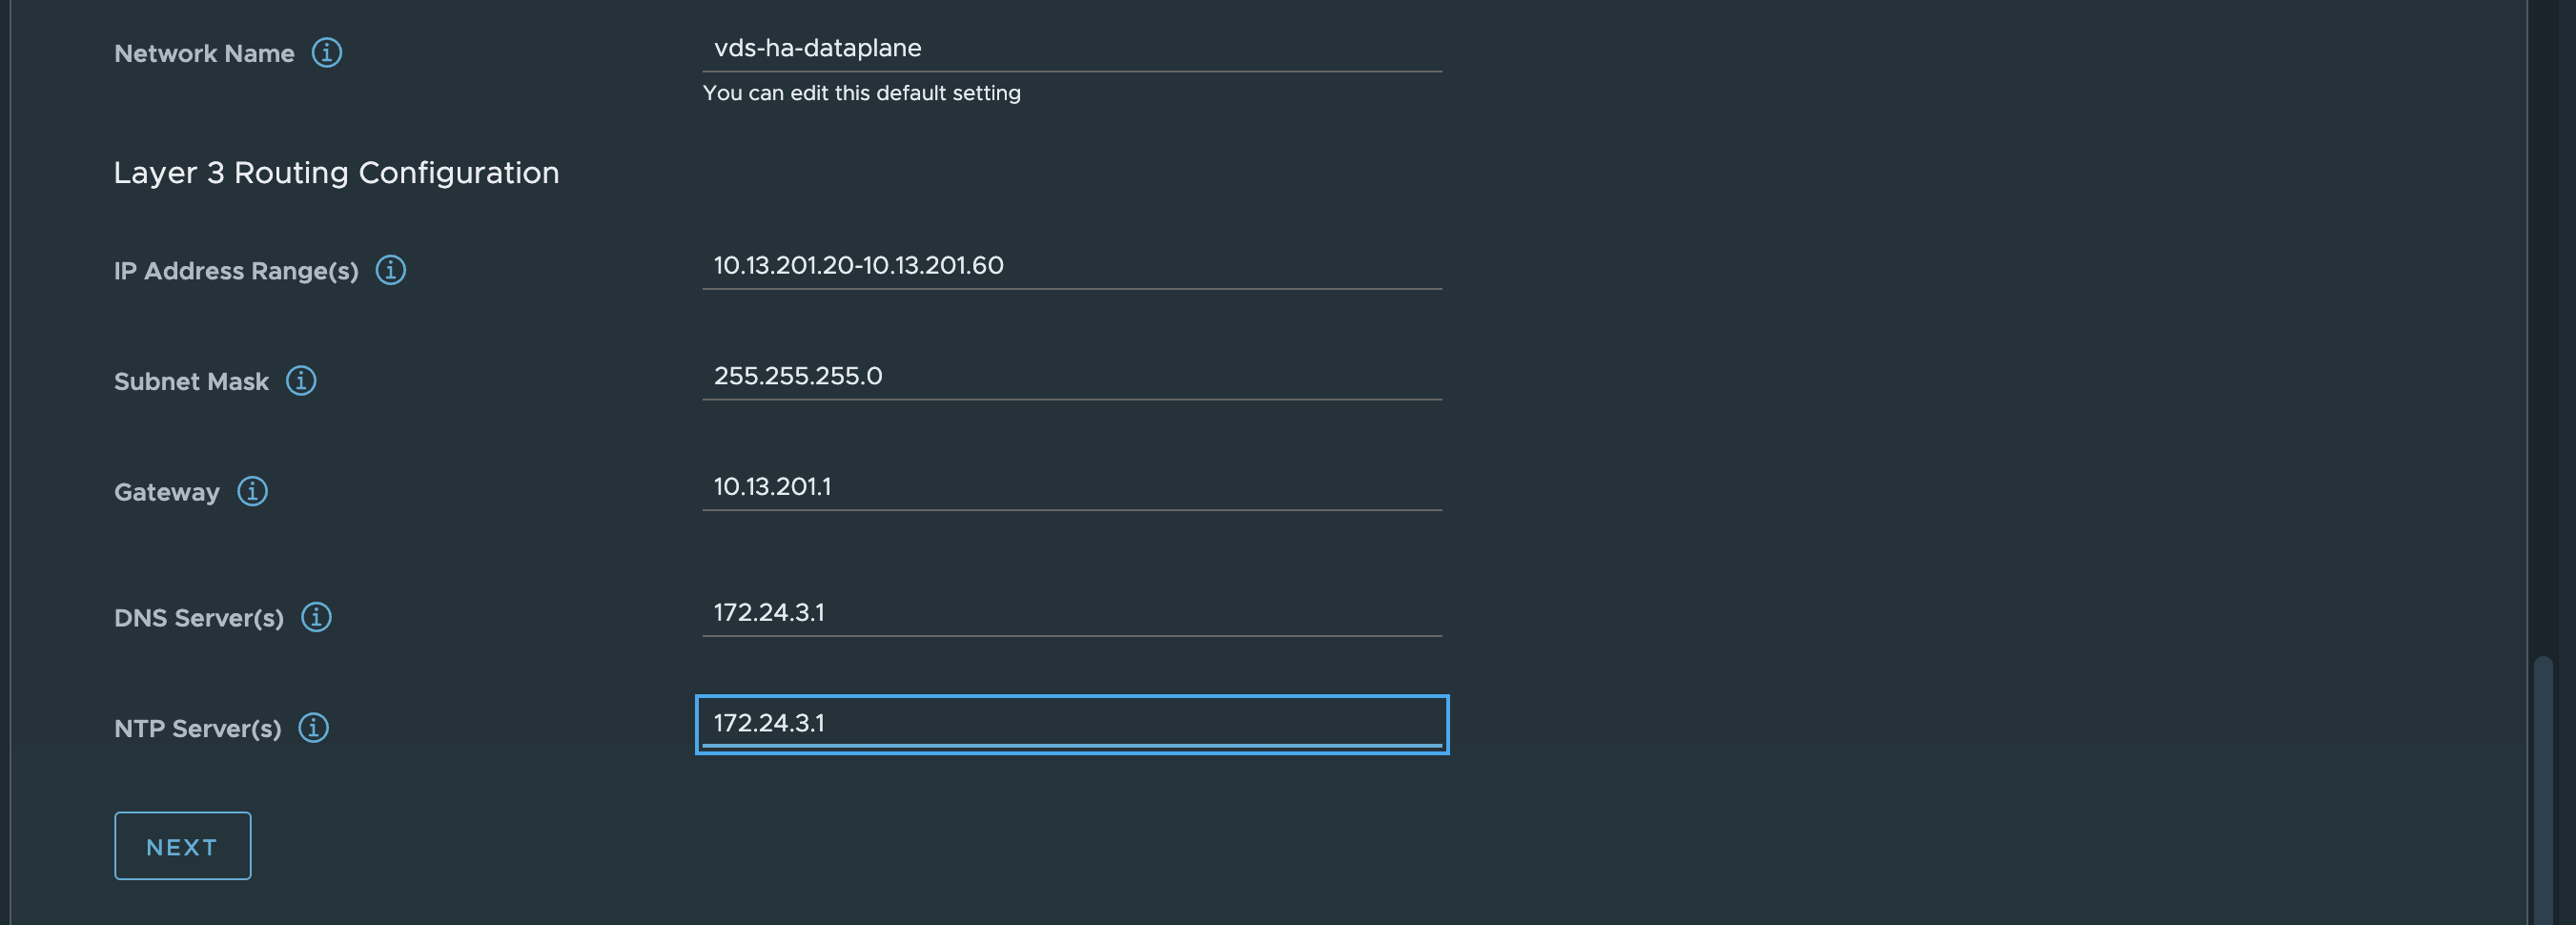 Network Name vds-ha-dataplane
You can edit this default setting
Layer 3 Routing Configuration
IP Address Range(s) 10.13.201.20-10.13.201.60
Subnet Mask 255.255.255.0
Gateway 10.13.201.1
DNS Server(s) 172.24.3.1
NTP Server(s) 172.24.3.1
NEXT